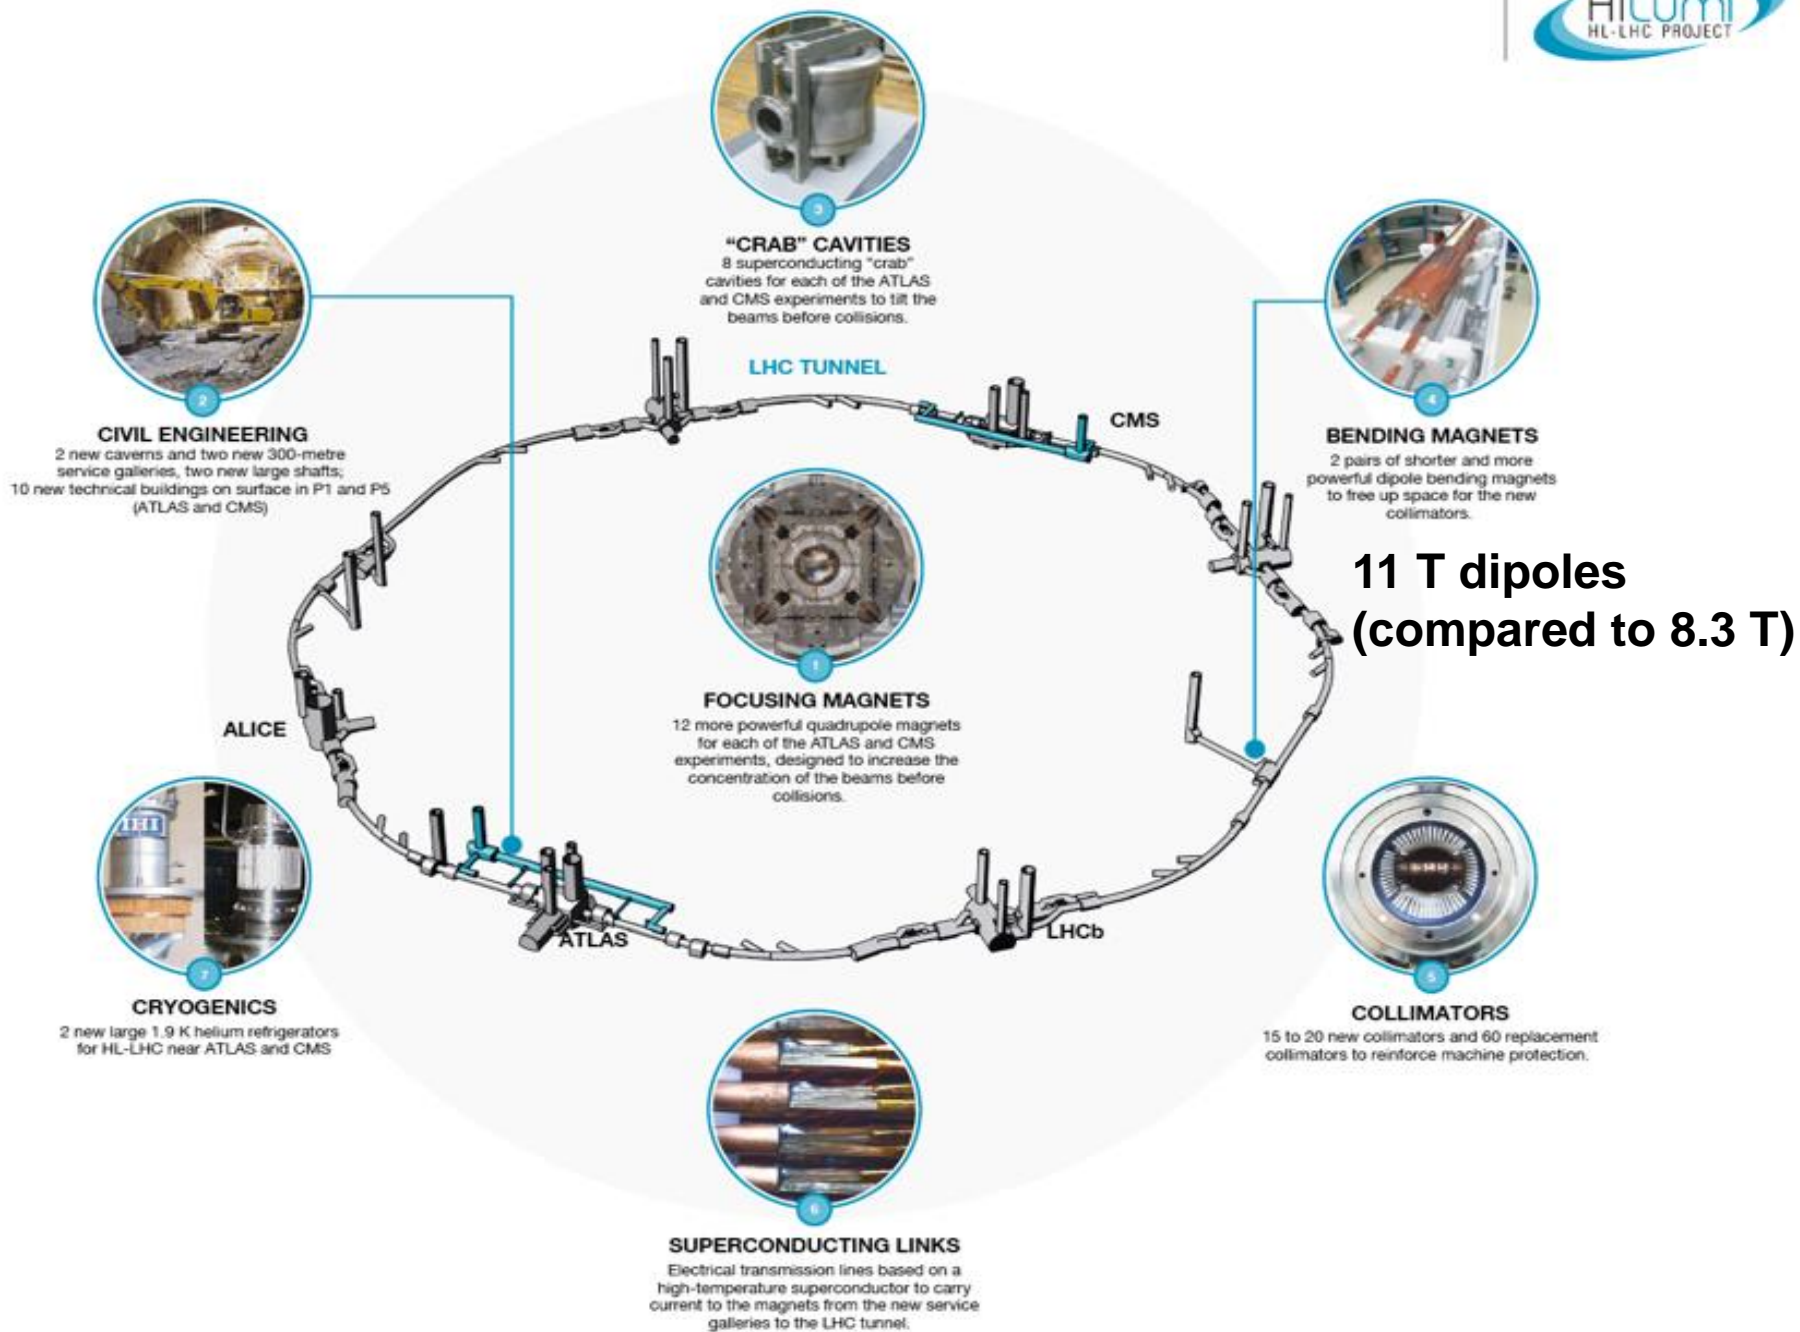 HILUMI
HL-LHC PROJECT
3
"CRAB" CAVITIES
8 superconducting "crab"
cavities for each of the ATLAS
and CMS experiments to tilt the
beams before collisions.
2
CIVIL ENGINEERING
2 new caverns and two new 300-metre
service galleries, two new large shafts;
10 new technical buildings on surface in P1 and P5
(ATLAS and CMS)
LHC TUNNEL
CMS
4
BENDING MAGNETS
2 pairs of shorter and more
powerful dipole bending magnets
to free up space for the new
collimators.
11 T dipoles
(compared to 8.3 T)
1
FOCUSING MAGNETS
12 more powerful quadrupole magnets
for each of the ATLAS and CMS
experiments, designed to increase the
concentration of the beams before
collisions.
ALICE
ATLAS
LHCb
7
CRYOGENICS
2 new large 1.9 K helium refrigerators
for HL-LHC near ATLAS and CMS
5
COLLIMATORS
15 to 20 new collimators and 60 replacement
collimators to reinforce machine protection.
6
SUPERCONDUCTING LINKS
Electrical transmission lines based on a
high-temperature superconductor to carry
current to the magnets from the new service
galleries to the LHC tunnel.